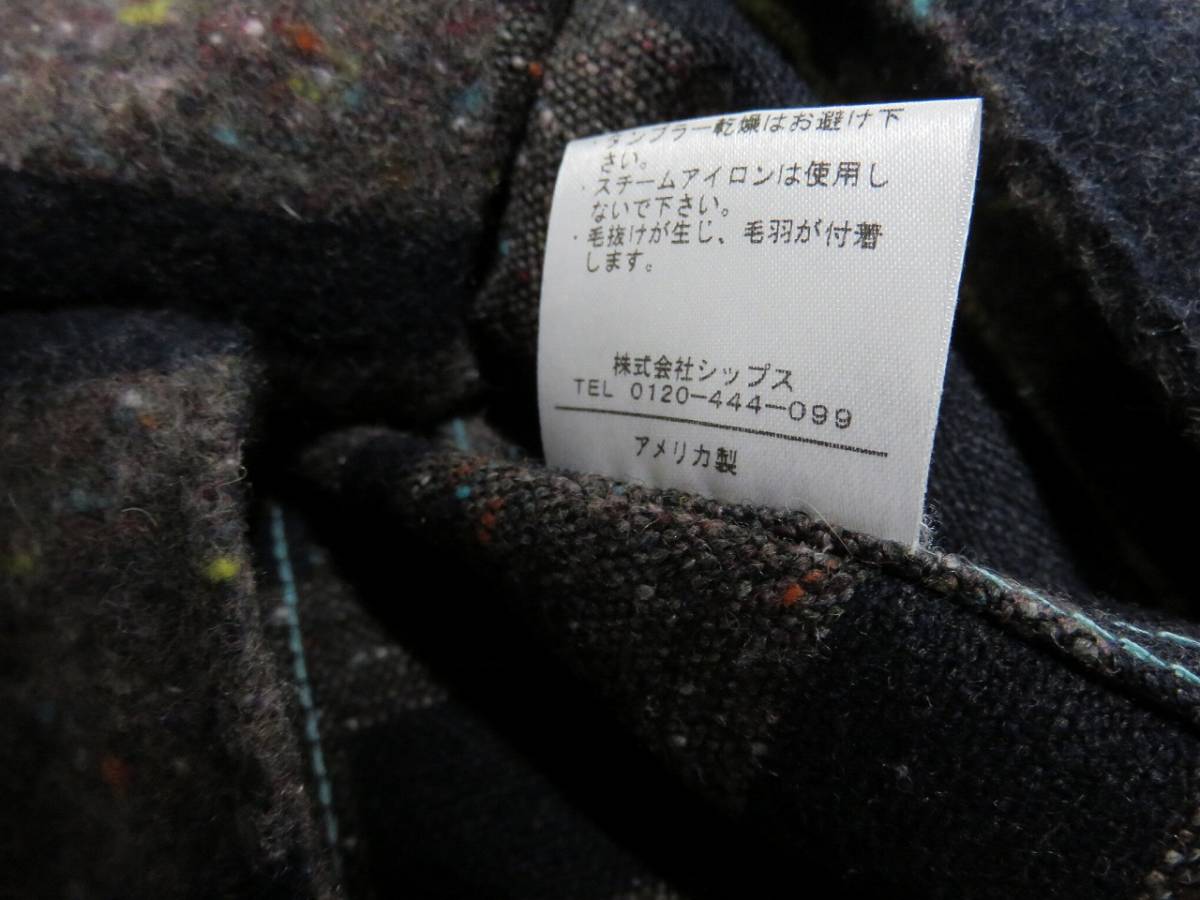 ・タンブラー乾燥はお避け下
さい。
・スチームアイロンは使用し
ないで下さい。
・毛抜けが生じ、毛羽が付着
します。
株式会社シップス
TEL 0120-444-099
アメリカ製